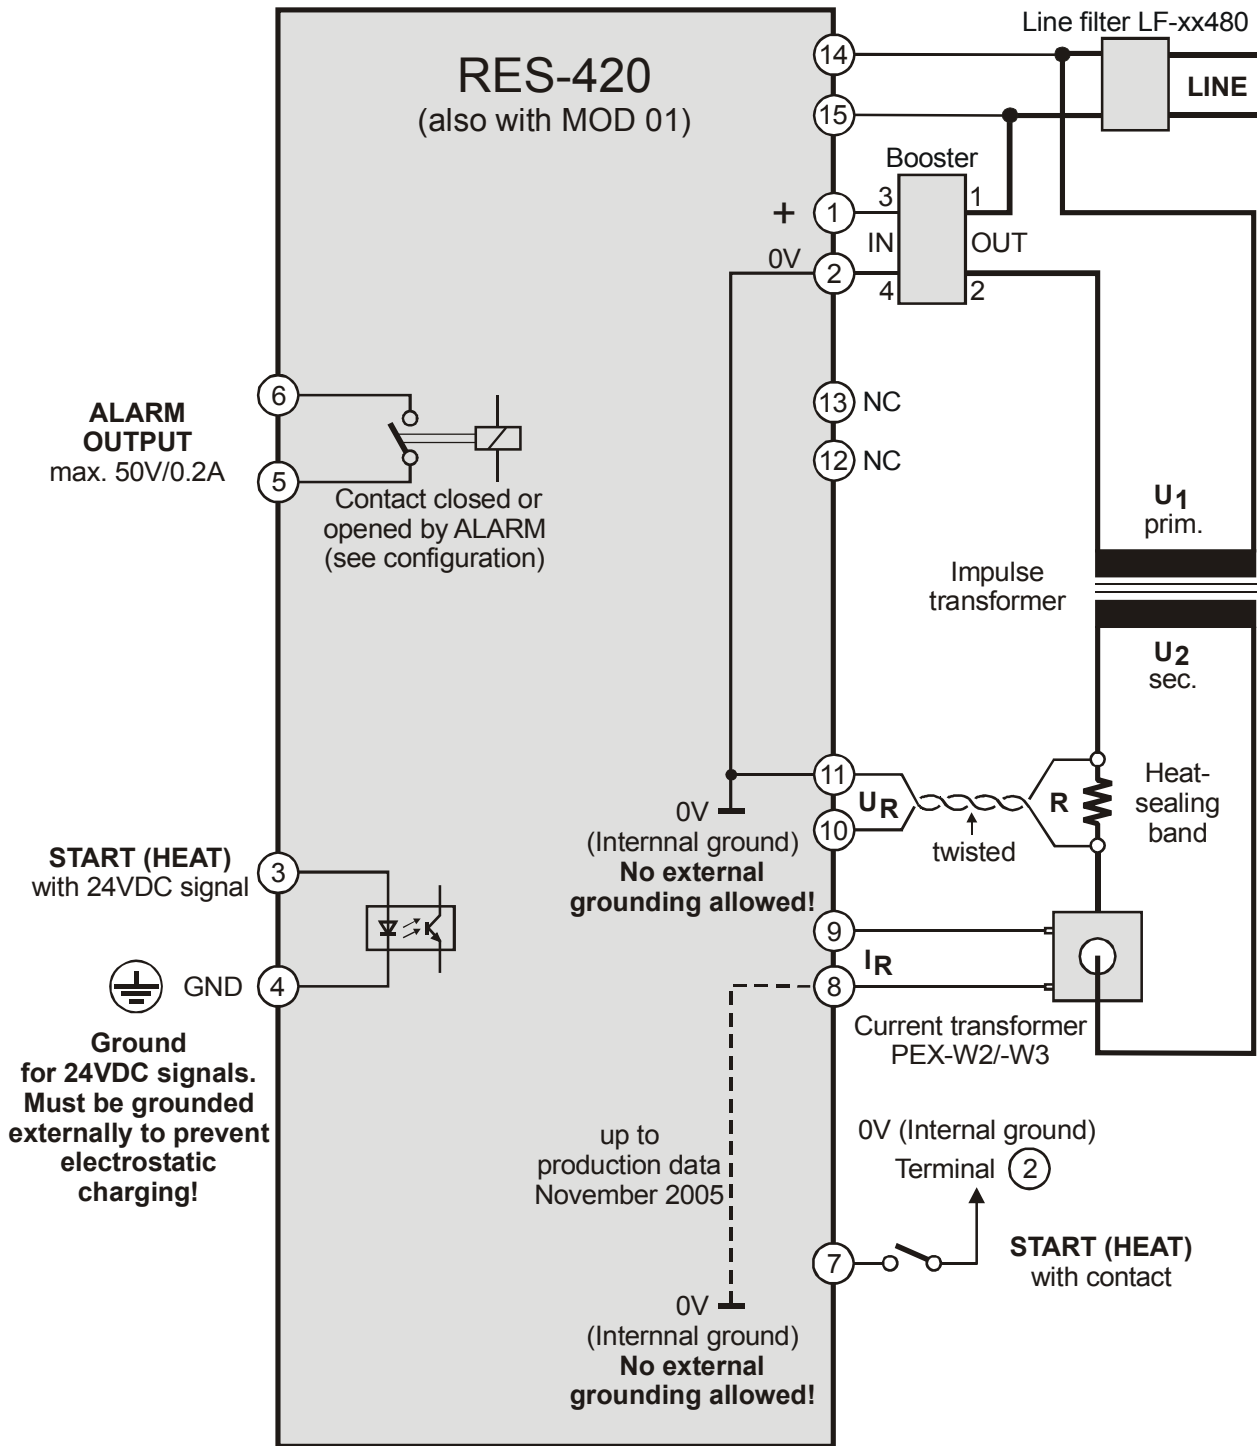 Line filter LF-xx480
RES-420
(also with MOD 01)
14
LINE
15
Booster
3
1
+
1
IN
OUT
0V
2
4
2
6
ALARM
OUTPUT
max. 50V/0.2A
5
Contact closed or
opened by ALARM
(see configuration)
13
NC
12
NC
U1
prim.
Impulse
transformer
U2
sec.
11
UR
10
twisted
R
Heat-
sealing
band
0V
(Internnal ground)
No external
grounding allowed!
START (HEAT)
with 24VDC signal
3
GND
4
Ground
for 24VDC signals.
Must be grounded
externally to prevent
electrostatic
charging!
9
IR
8
Current transformer
PEX-W2/-W3
up to
production data
November 2005
0V (Internal ground)
Terminal 2
7
START (HEAT)
with contact
0V
(Internnal ground)
No external
grounding allowed!